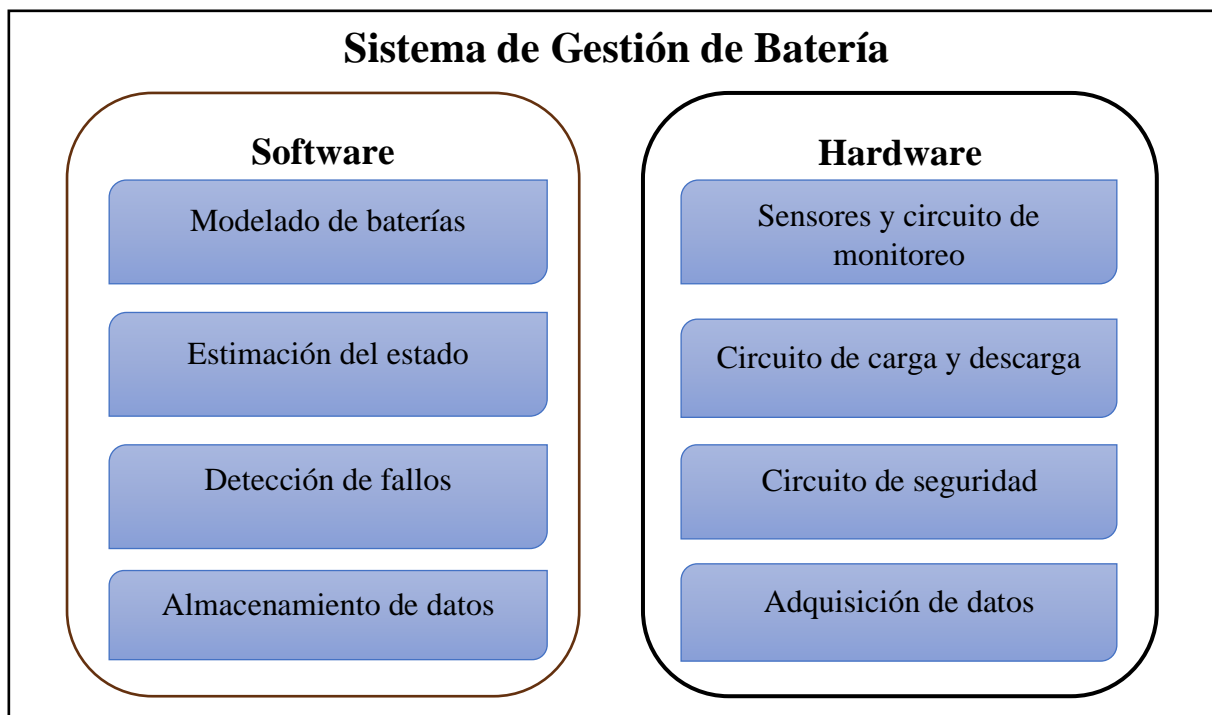 Sistema de Gestión de Batería
Software
Modelado de baterías
Estimación del estado
Detección de fallos
Almacenamiento de datos
Hardware
Sensores y circuito de
monitoreo
Circuito de carga y descarga
Circuito de seguridad
Adquisición de datos